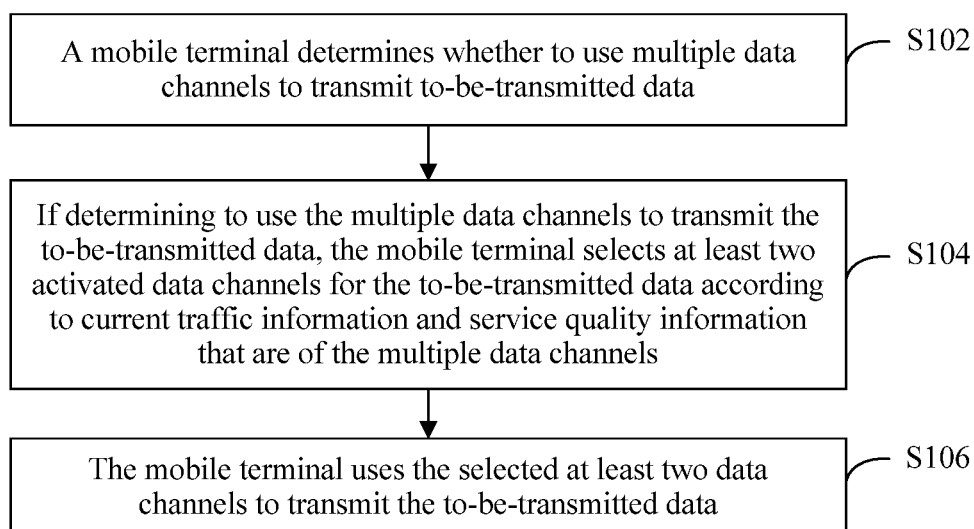 A mobile terminal determines whether to use multiple data
channels to transmit to-be-transmitted data
S102
If determining to use the multiple data channels to transmit the
to-be-transmitted data, the mobile terminal selects at least two
activated data channels for the to-be-transmitted data according
to current traffic information and service quality information
that are of the multiple data channels
S104
The mobile terminal uses the selected at least two data
channels to transmit the to-be-transmitted data
S106